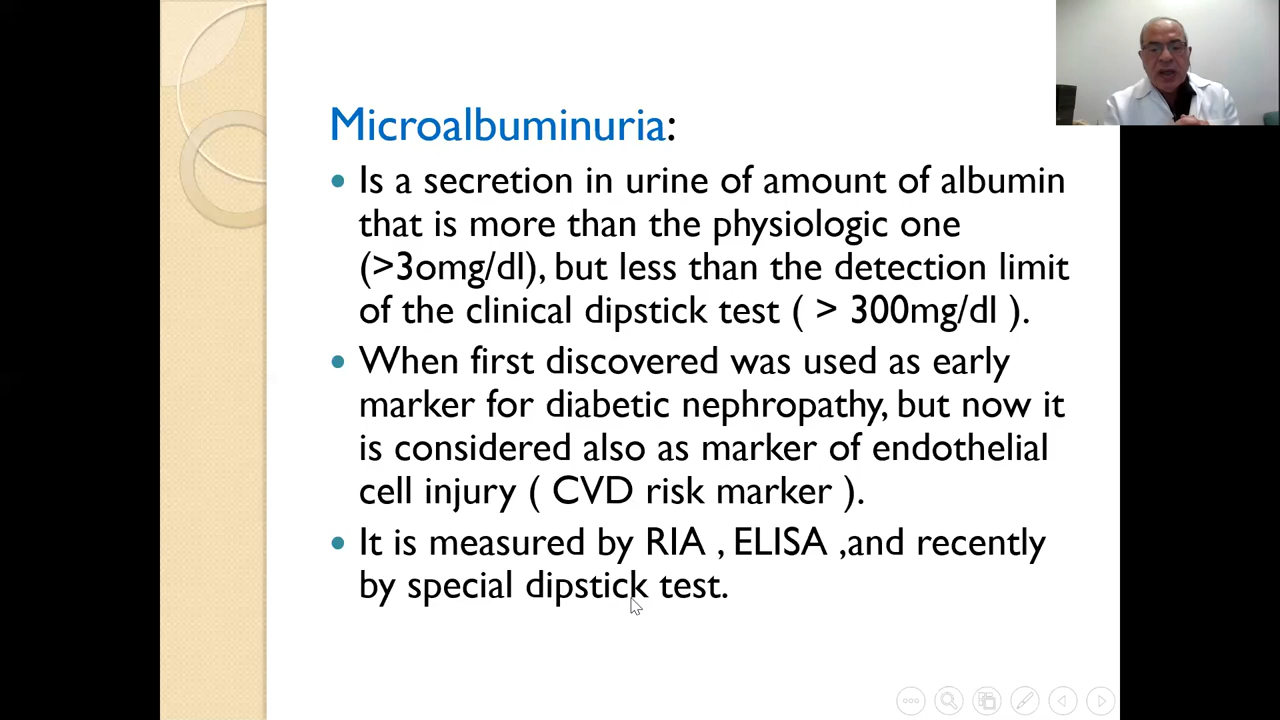 Microalbuminuria:
• Is a secretion in urine of amount of albumin
that is more than the physiologic one
(>3omg/dl), but less than the detection limit
of the clinical dipstick test ( > 300mg/dl ).
• When first discovered was used as early
marker for diabetic nephropathy, but now it
is considered also as marker of endothelial
cell injury ( CVD risk marker ).
• It is measured by RIA , ELISA ,and recently
by special dipstick test.